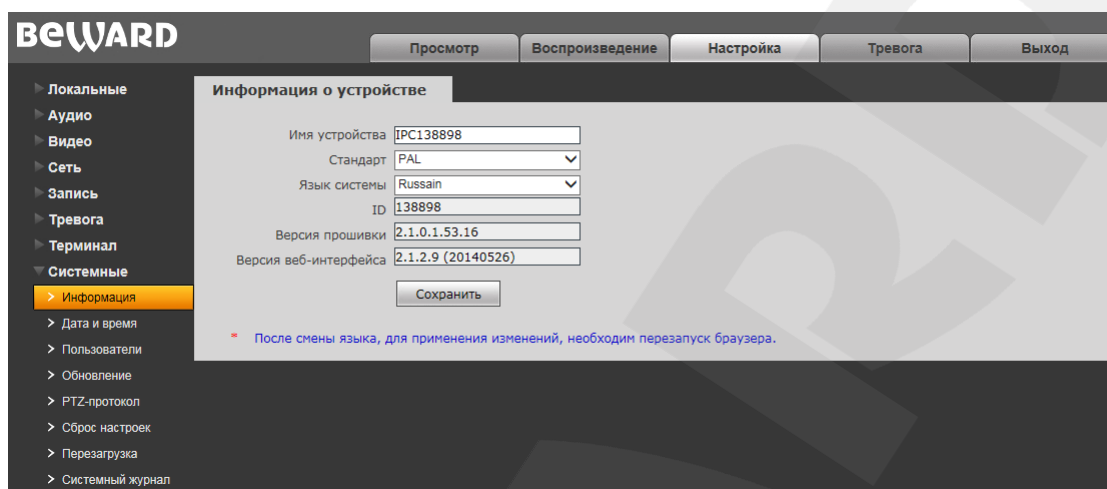 BEWARD
Просмотр Воспроизведение Настройка Тревога Выход
Локальные
Аудио
Видео
Сеть
Запись
Тревога
Терминал
Системные
Информация
Дата и время
Пользователи
Обновление
PTZ-протокол
Сброс настроек
Перезагрузка
Системный журнал
Информация о устройстве
Имя устройства IPC138898
Стандарт PAL
Язык системы Russain
ID 138898
Версия прошивки 2.1.0.1.53.16
Версия веб-интерфейса 2.1.2.9 (20140526)
Сохранить
* После смены языка, для применения изменений, необходим перезапуск браузера.